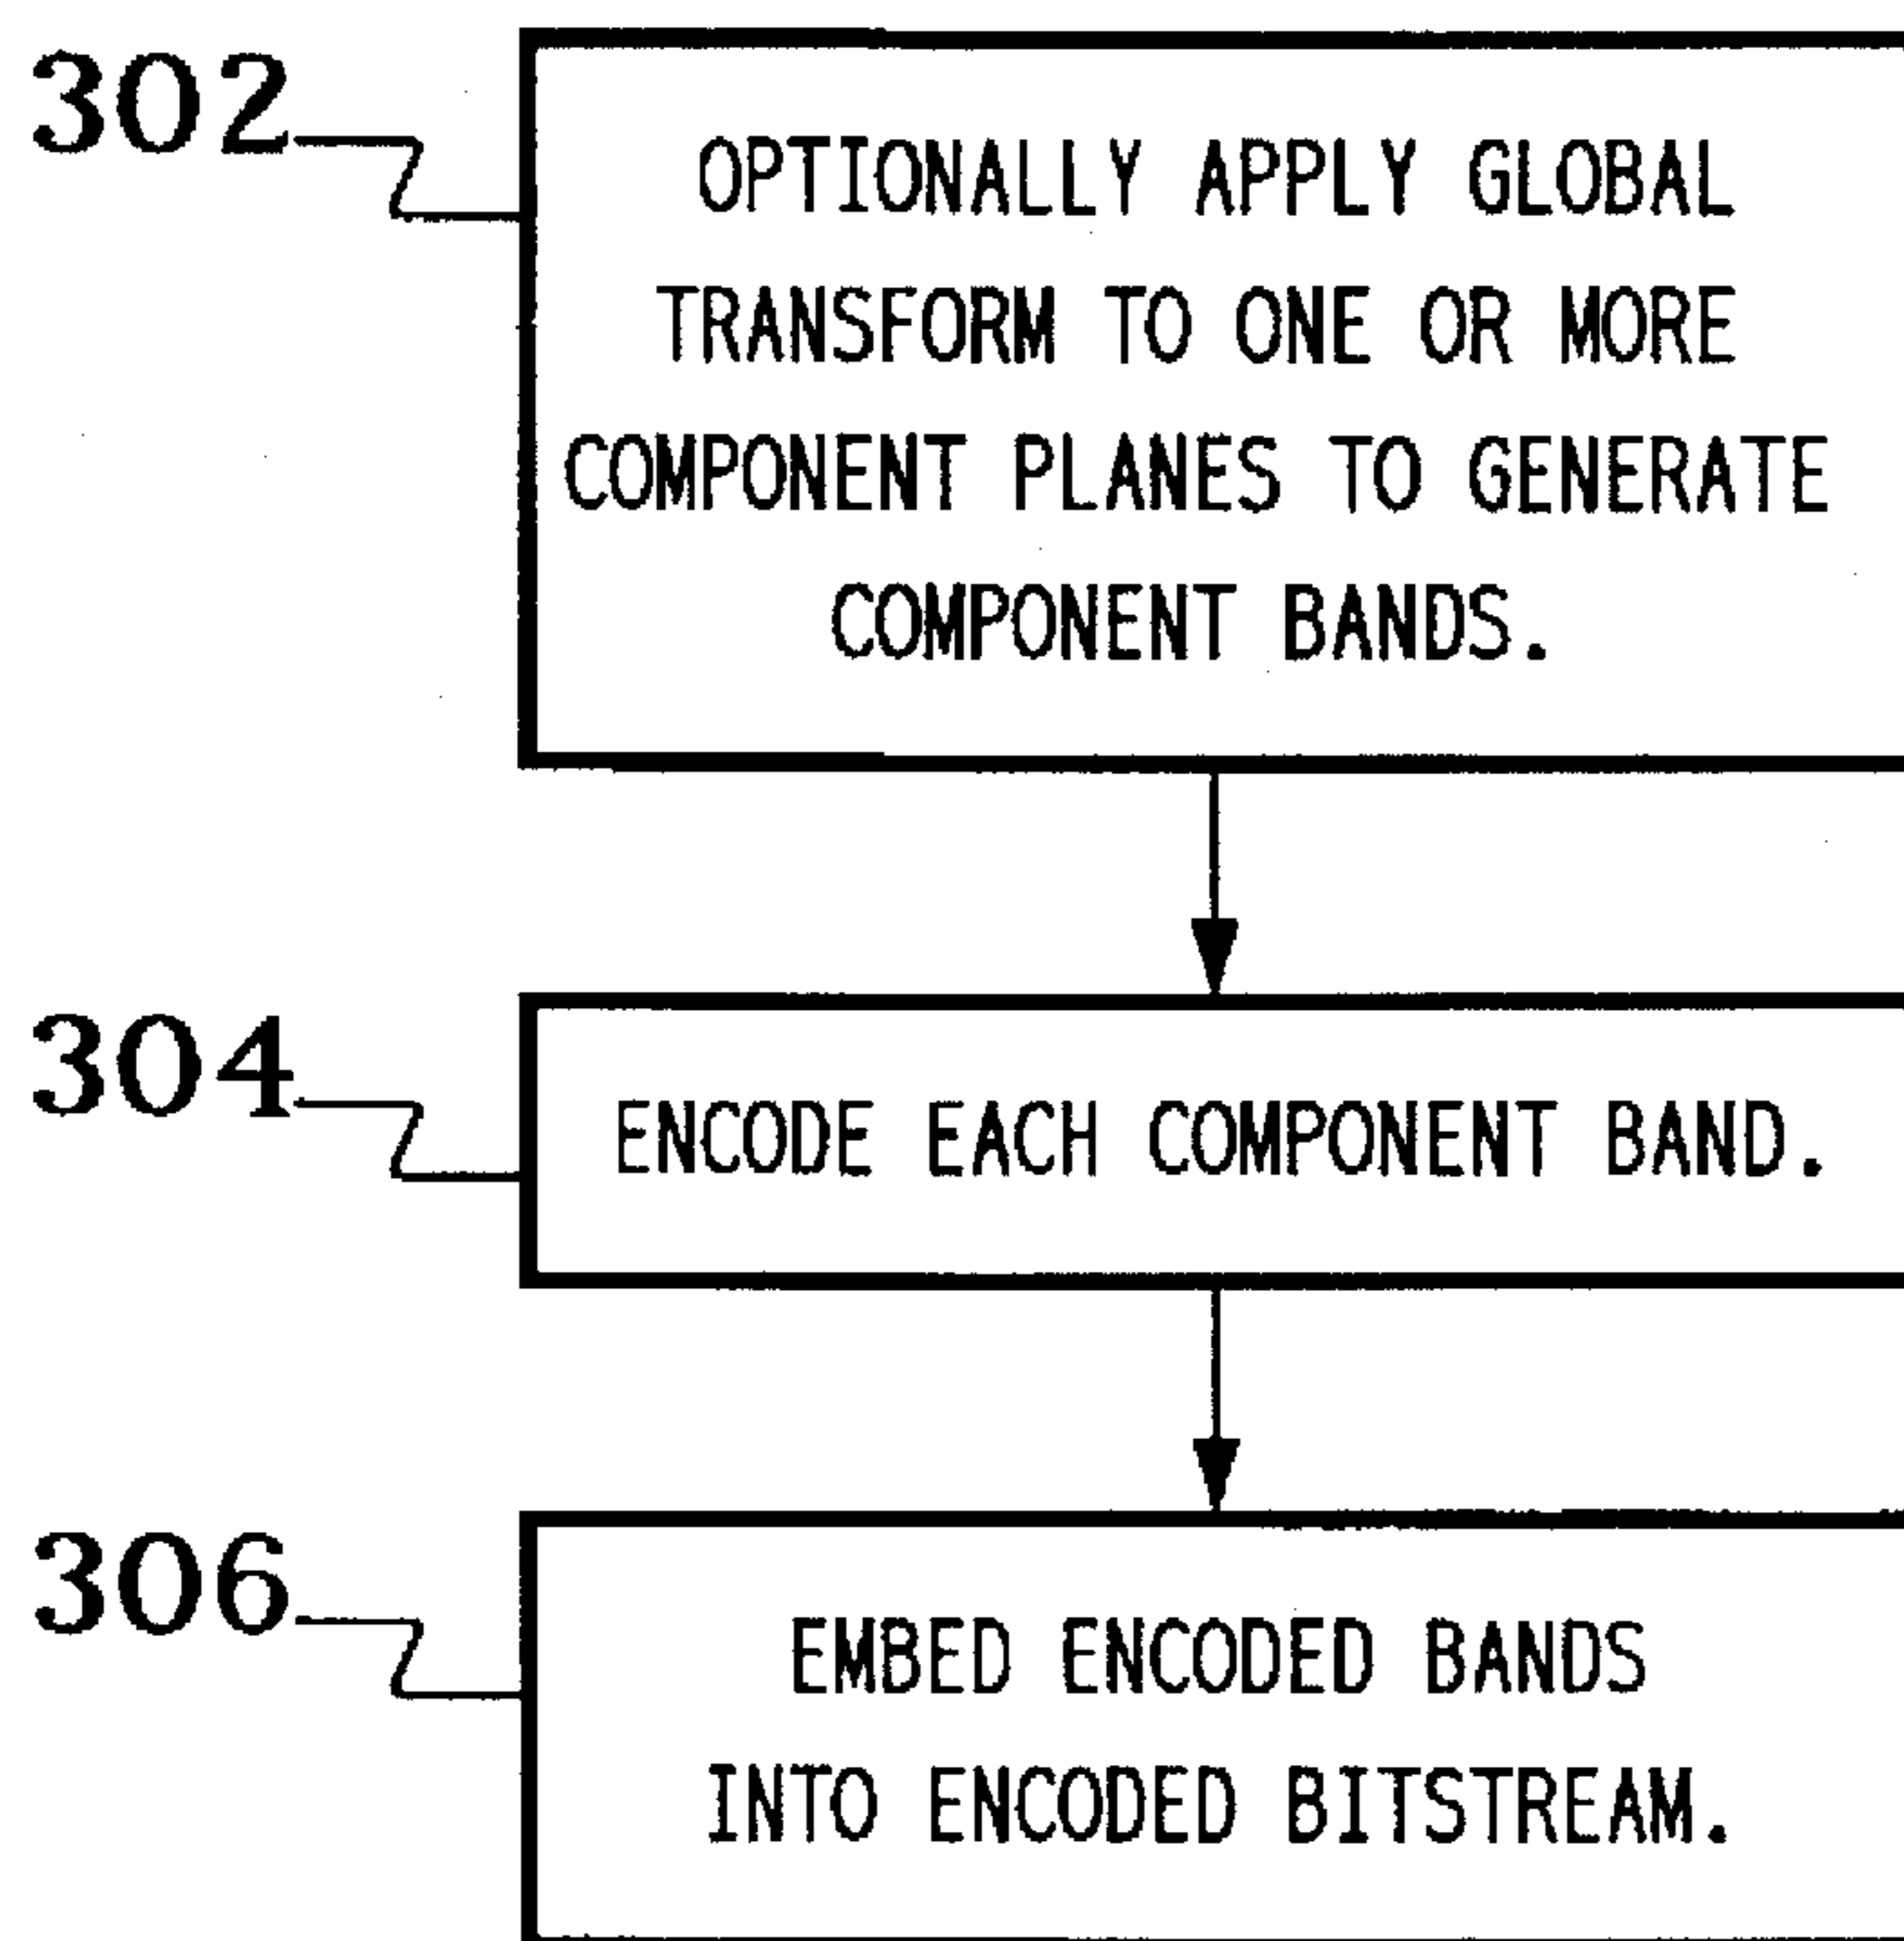 302
OPTIONALLY APPLY GLOBAL
TRANSFORM TO ONE OR MORE
COMPONENT PLANES TO GENERATE
COMPONENT BANDS.
304
ENCODE EACH COMPONENT BAND.
306
EMBED ENCODED BANDS
INTO ENCODED BITSTREAM.